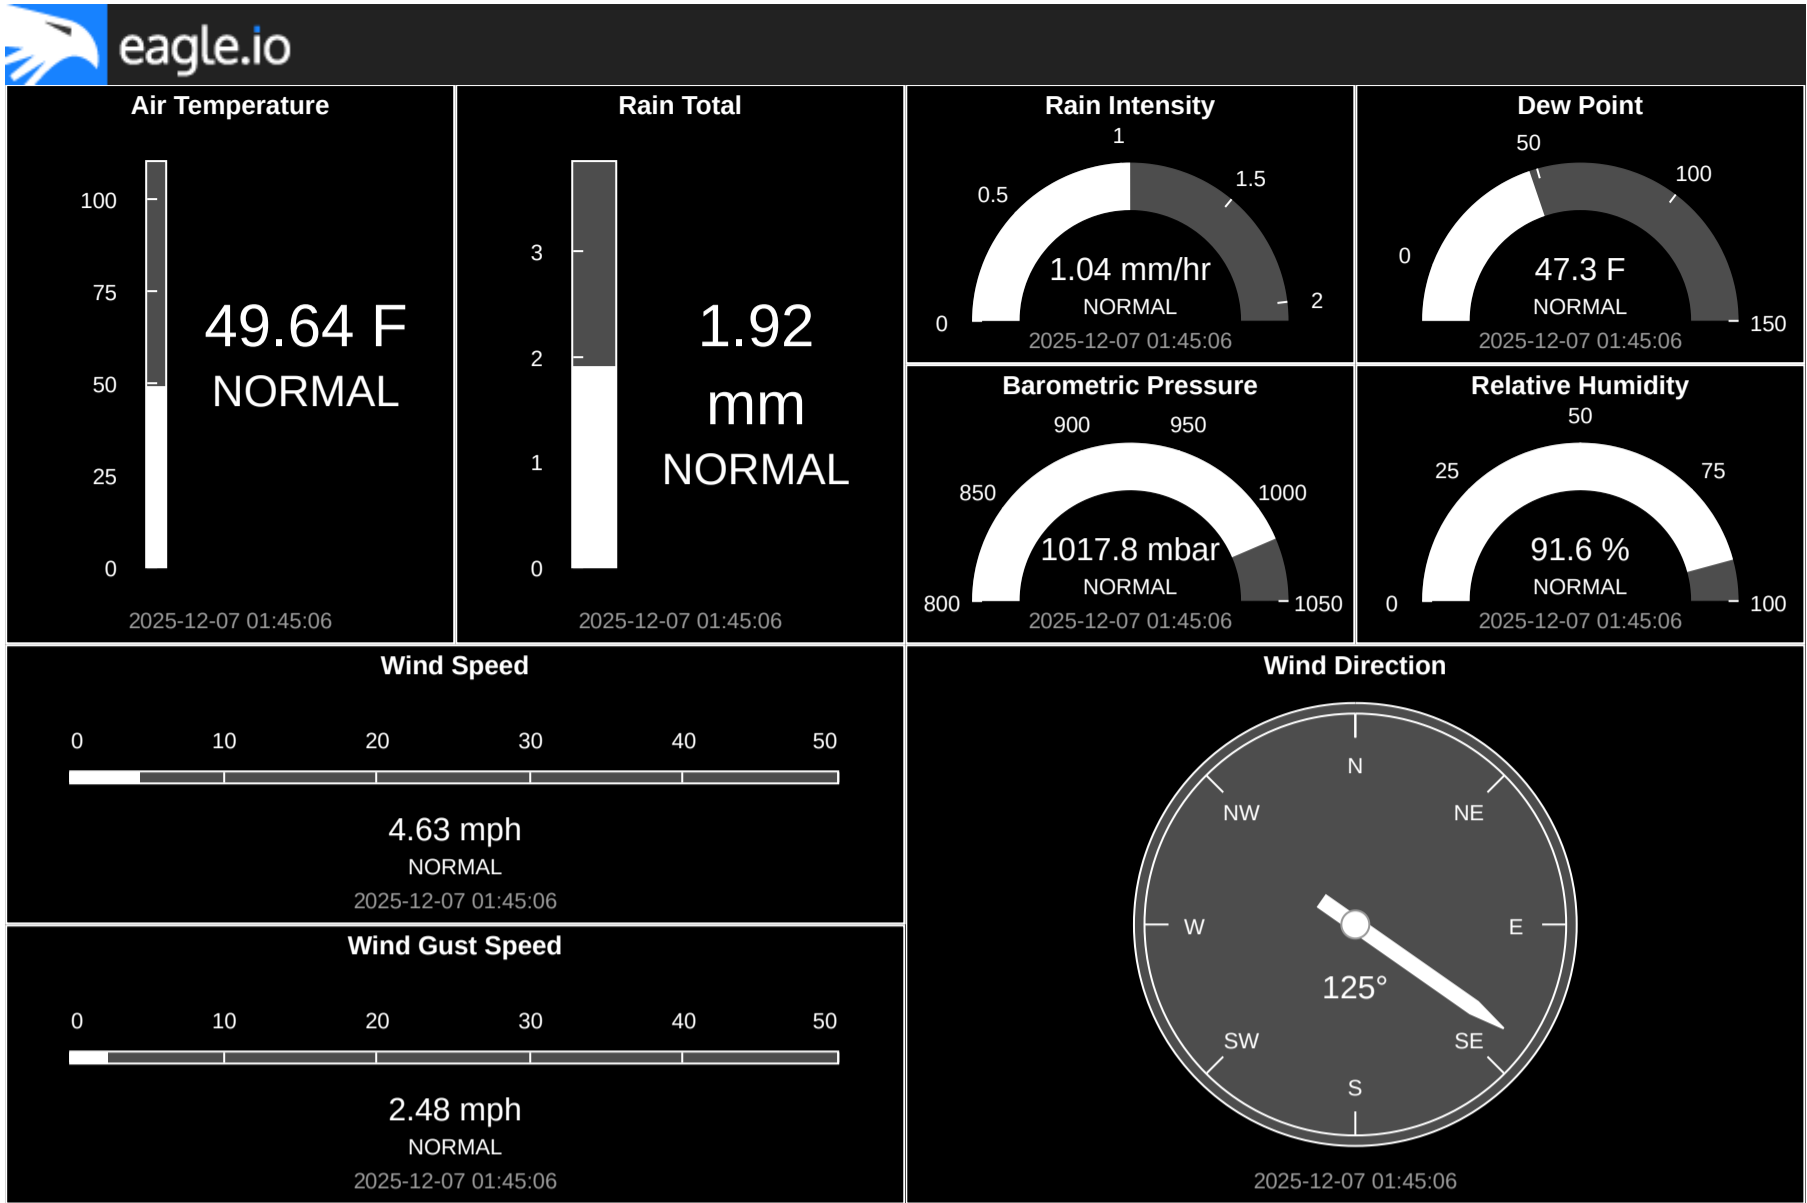 eagle.io
Air Temperature
100
75
50
25
0
49.64 F
NORMAL
2025-12-07 01:45:06
Rain Total
3
2
1
0
1.92
mm
NORMAL
2025-12-07 01:45:06
Rain Intensity
0
0.5
1
1.5
2
1.04 mm/hr
NORMAL
2025-12-07 01:45:06
Dew Point
0
50
100
150
47.3 F
NORMAL
2025-12-07 01:45:06
Barometric Pressure
800
850
900
950
1000
1050
1017.8 mbar
NORMAL
2025-12-07 01:45:06
Relative Humidity
0
25
50
75
100
91.6 %
NORMAL
2025-12-07 01:45:06
Wind Speed
0 10 20 30 40 50
4.63 mph
NORMAL
2025-12-07 01:45:06
Wind Gust Speed
0 10 20 30 40 50
2.48 mph
NORMAL
2025-12-07 01:45:06
Wind Direction
N
NW NE
W E
125°
SW SE
S
2025-12-07 01:45:06